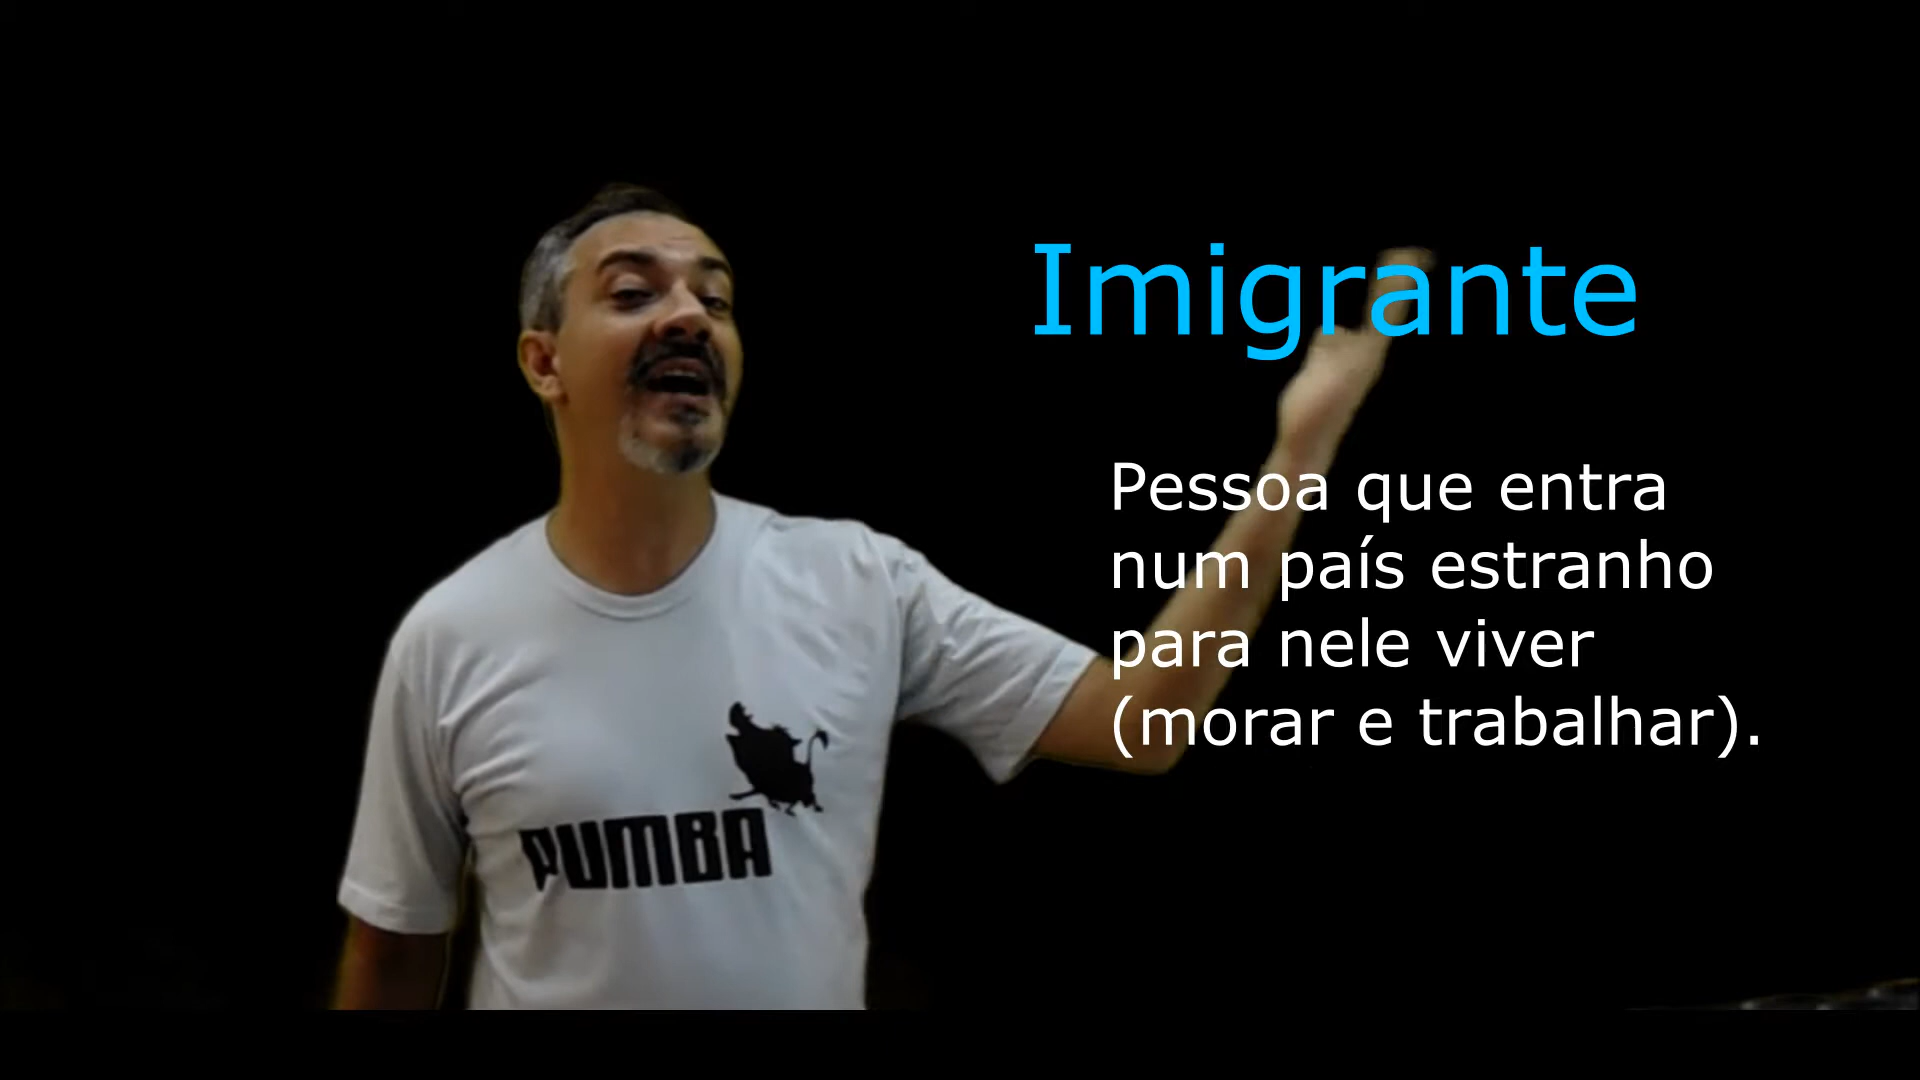 Imigrante
Pessoa que entra
num país estranho
para nele viver
(morar e trabalhar).
PUMBA